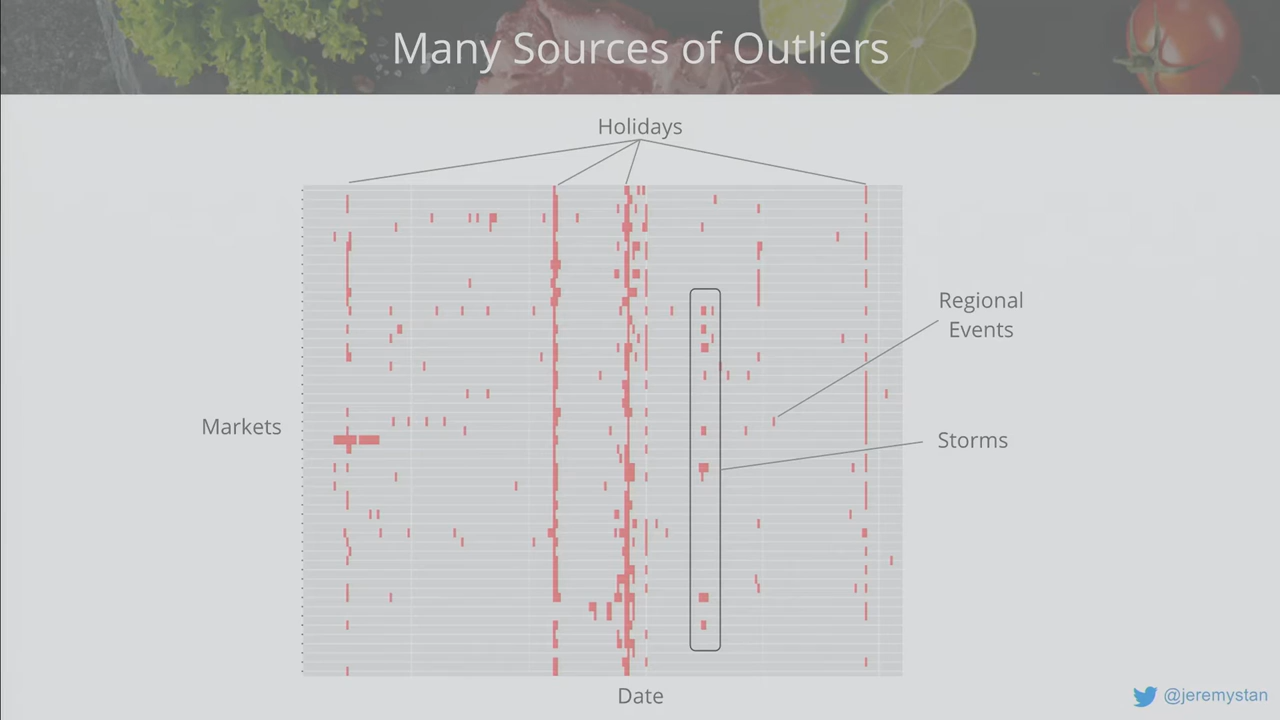 Many Sources of Outliers
Holidays
Regional
Events
Markets
Storms
Date
@jeremystan